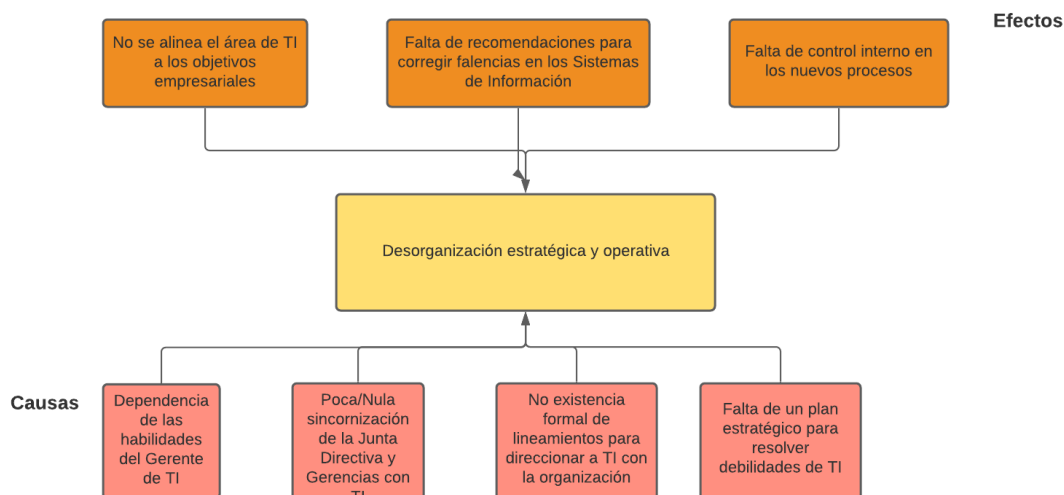 Efectos
No se alinea el área de TI
a los objetivos
empresariales
Falta de recomendaciones para
corregir falencias en los Sistemas
de Información
Falta de control interno en
los nuevos procesos
Desorganización estratégica y operativa
Causas
Dependencia
de las
habilidades
del Gerente
de TI
Poca/Nula
sincornización
de la Junta
Directiva y
Gerencias con
TI
No existencia
formal de
lineamientos para
direccionar a TI con
la organización
Falta de un plan
estratégico para
resolver
debilidades de TI